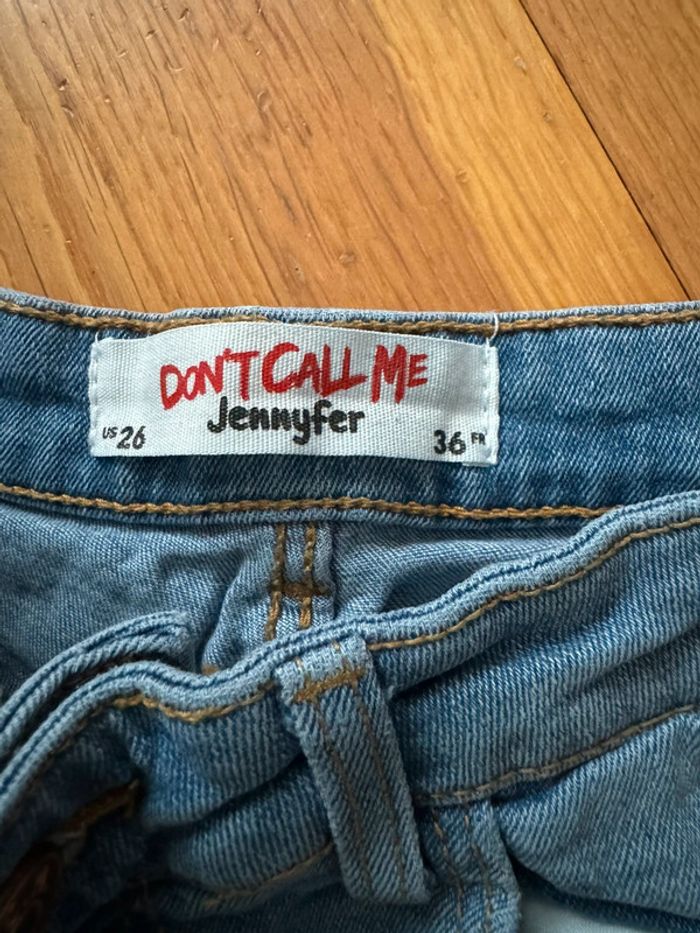 DON'T CALL ME
Jennyfer
US 26
36 FR